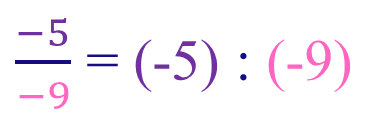 −5/−9 = (-5) : (-9)